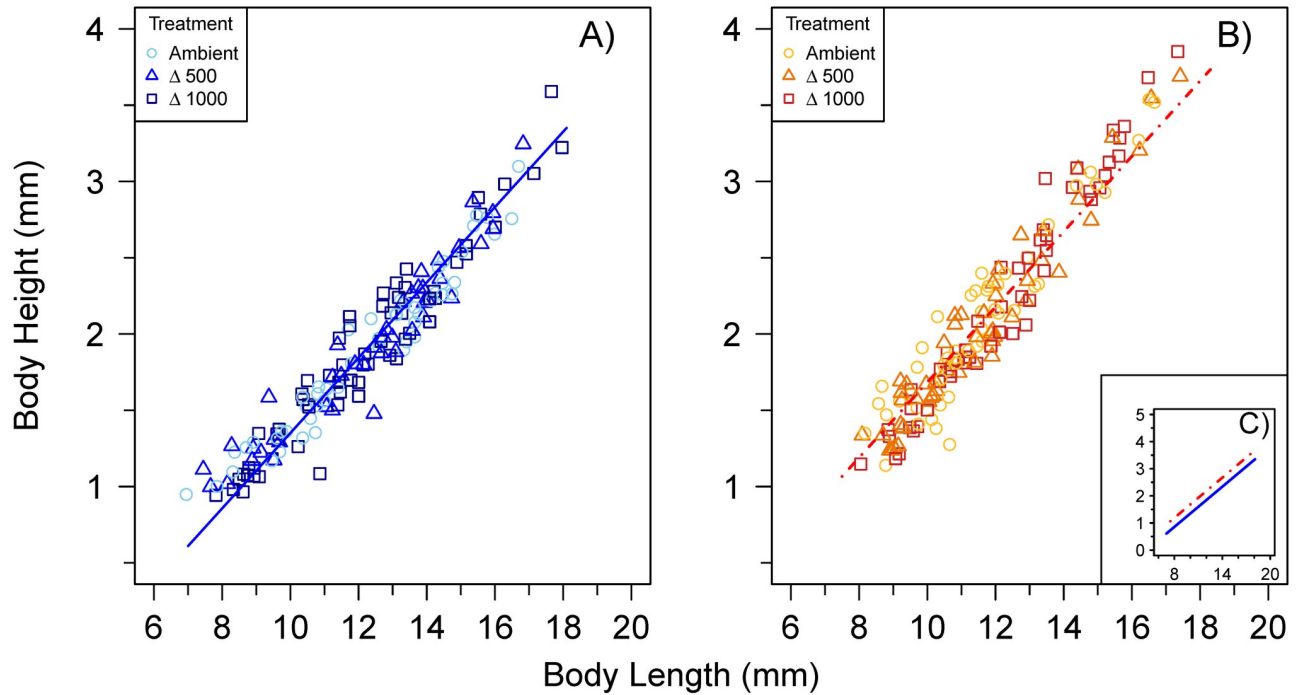 Body Height (mm)
4
3
2
1
Treatment
Ambient
Δ 500
Δ 1000
A)
6 8 10 12 14 16 18 20
4
3
2
1
Treatment
Ambient
Δ 500
Δ 1000
B)
C)
5
4
3
2
1
0
8 14 20
6 8 10 12 14 16 18 20
Body Length (mm)